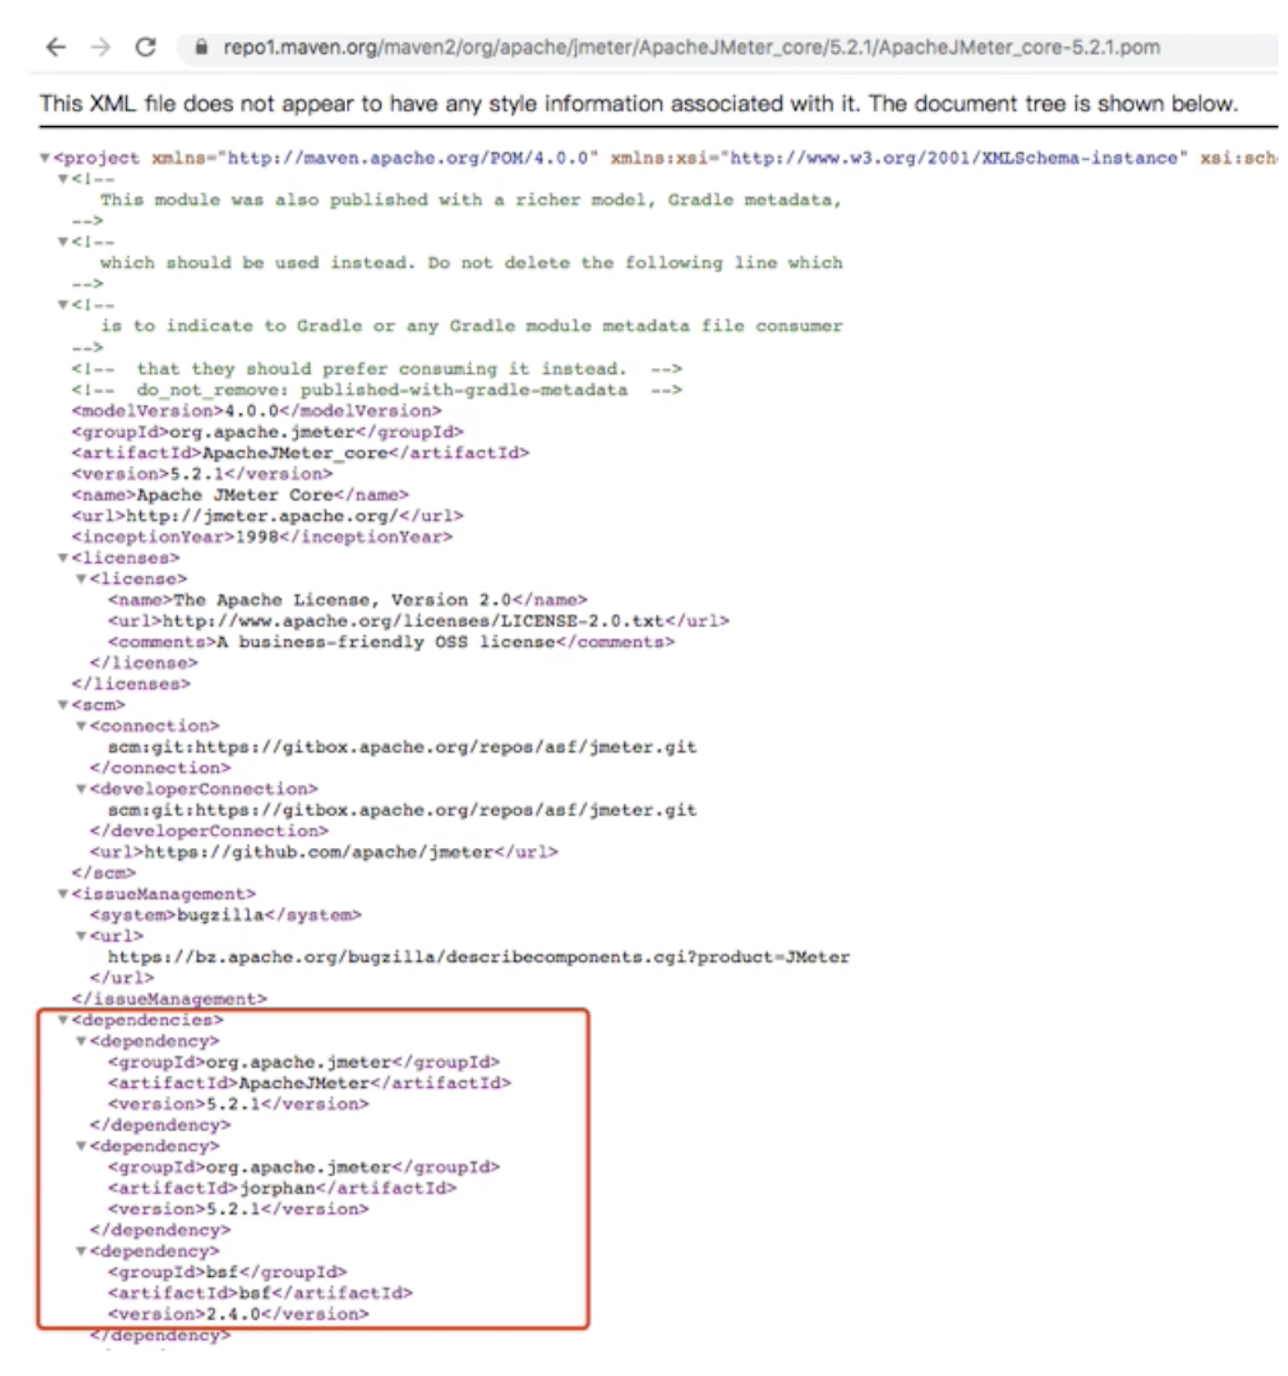 repo1.maven.org/maven2/org/apache/jmeter/ApacheJMeter_core/5.2.1/ApacheJMeter_core-5.2.1.pom
This XML file does not appear to have any style information associated with it. The document tree is shown below.
▼<project xmlns="http://maven.apache.org/POM/4.0.0" xmlns:xsi="http://www.w3.org/2001/XMLSchema-instance" xsi:sch
▼<!--
This module was also published with a richer model, Gradle metadata,
-->
▼<!--
which should be used instead. Do not delete the following line which
-->
▼<!--
is to indicate to Gradle or any Gradle module metadata file consumer
-->
<!-- that they should prefer consuming it instead. -->
<!-- do_not_remove: published-with-gradle-metadata -->
<modelVersion>4.0.0</modelVersion>
<groupId>org.apache.jmeter</groupId>
<artifactId>ApacheJMeter_core</artifactId>
<version>5.2.1</version>
<name>Apache JMeter Core</name>
<url>http://jmeter.apache.org/</url>
<inceptionYear>1998</inceptionYear>
▼<licenses>
▼<license>
<name>The Apache License, Version 2.0</name>
<url>http://www.apache.org/licenses/LICENSE-2.0.txt</url>
<comments>A business-friendly OSS license</comments>
</license>
</licenses>
▼<scm>
▼<connection>
scm:git:https://gitbox.apache.org/repos/asf/jmeter.git
</connection>
▼<developerConnection>
scm:git:https://gitbox.apache.org/repos/asf/jmeter.git
</developerConnection>
<url>https://github.com/apache/jmeter</url>
</scm>
▼<issueManagement>
<system>bugzilla</system>
▼<url>
https://bz.apache.org/bugzilla/describecomponents.cgi?product=JMeter
</url>
</issueManagement>
▼<dependencies>
▼<dependency>
<groupId>org.apache.jmeter</groupId>
<artifactId>ApacheJMeter</artifactId>
<version>5.2.1</version>
</dependency>
▼<dependency>
<groupId>org.apache.jmeter</groupId>
<artifactId>jorphan</artifactId>
<version>5.2.1</version>
</dependency>
▼<dependency>
<groupId>bsf</groupId>
<artifactId>bsf</artifactId>
<version>2.4.0</version>
</dependency>